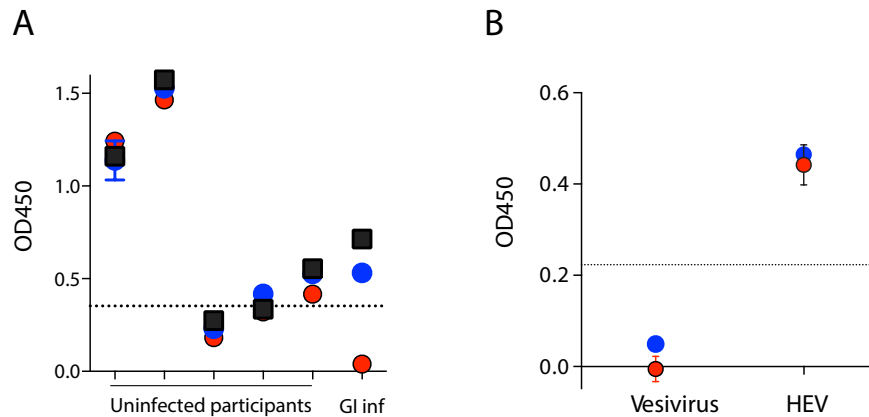 A
OD450
1.5
1.0
0.5
0.0
Uninfected participants
GI inf
B
OD450
0.6
0.4
0.2
0.0
Vesivirus
HEV